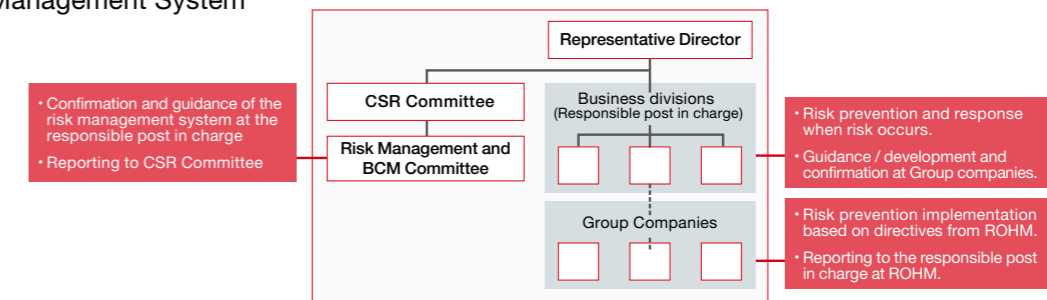 Management System
Representative Director
CSR Committee
Risk Management and
BCM Committee
Business divisions
(Responsible post in charge)
Group Companies
• Confirmation and guidance of the
risk management system at the
responsible post in charge
• Reporting to CSR Committee
• Risk prevention and response
when risk occurs.
• Guidance / development and
confirmation at Group companies.
• Risk prevention implementation
based on directives from ROHM.
• Reporting to the responsible post
in charge at ROHM.